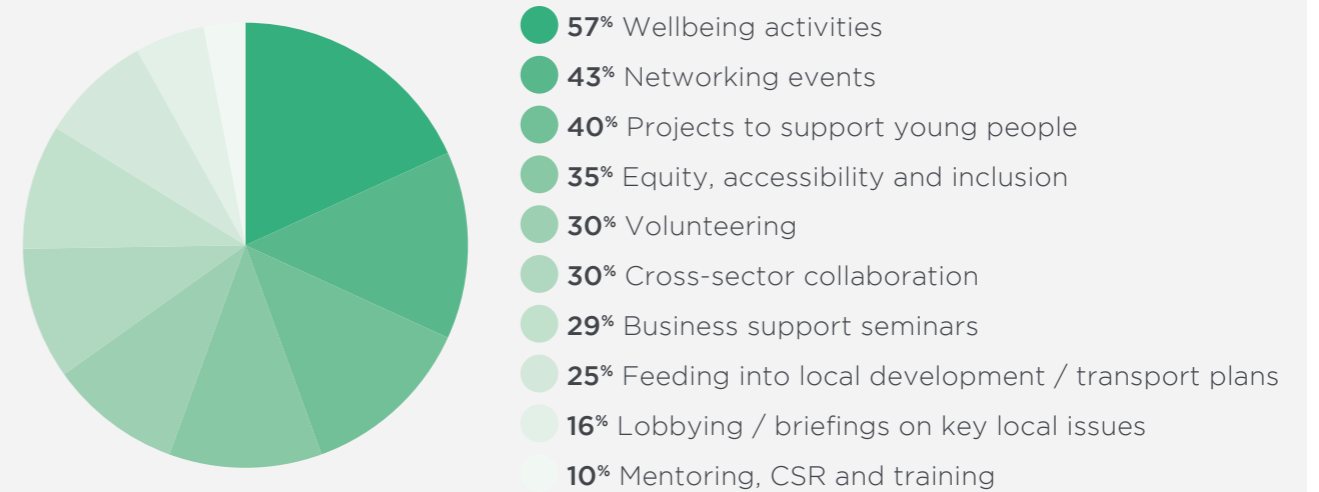 57% Wellbeing activities
43% Networking events
40% Projects to support young people
35% Equity, accessibility and inclusion
30% Volunteering
30% Cross-sector collaboration
29% Business support seminars
25% Feeding into local development / transport plans
16% Lobbying / briefings on key local issues
10% Mentoring, CSR and training